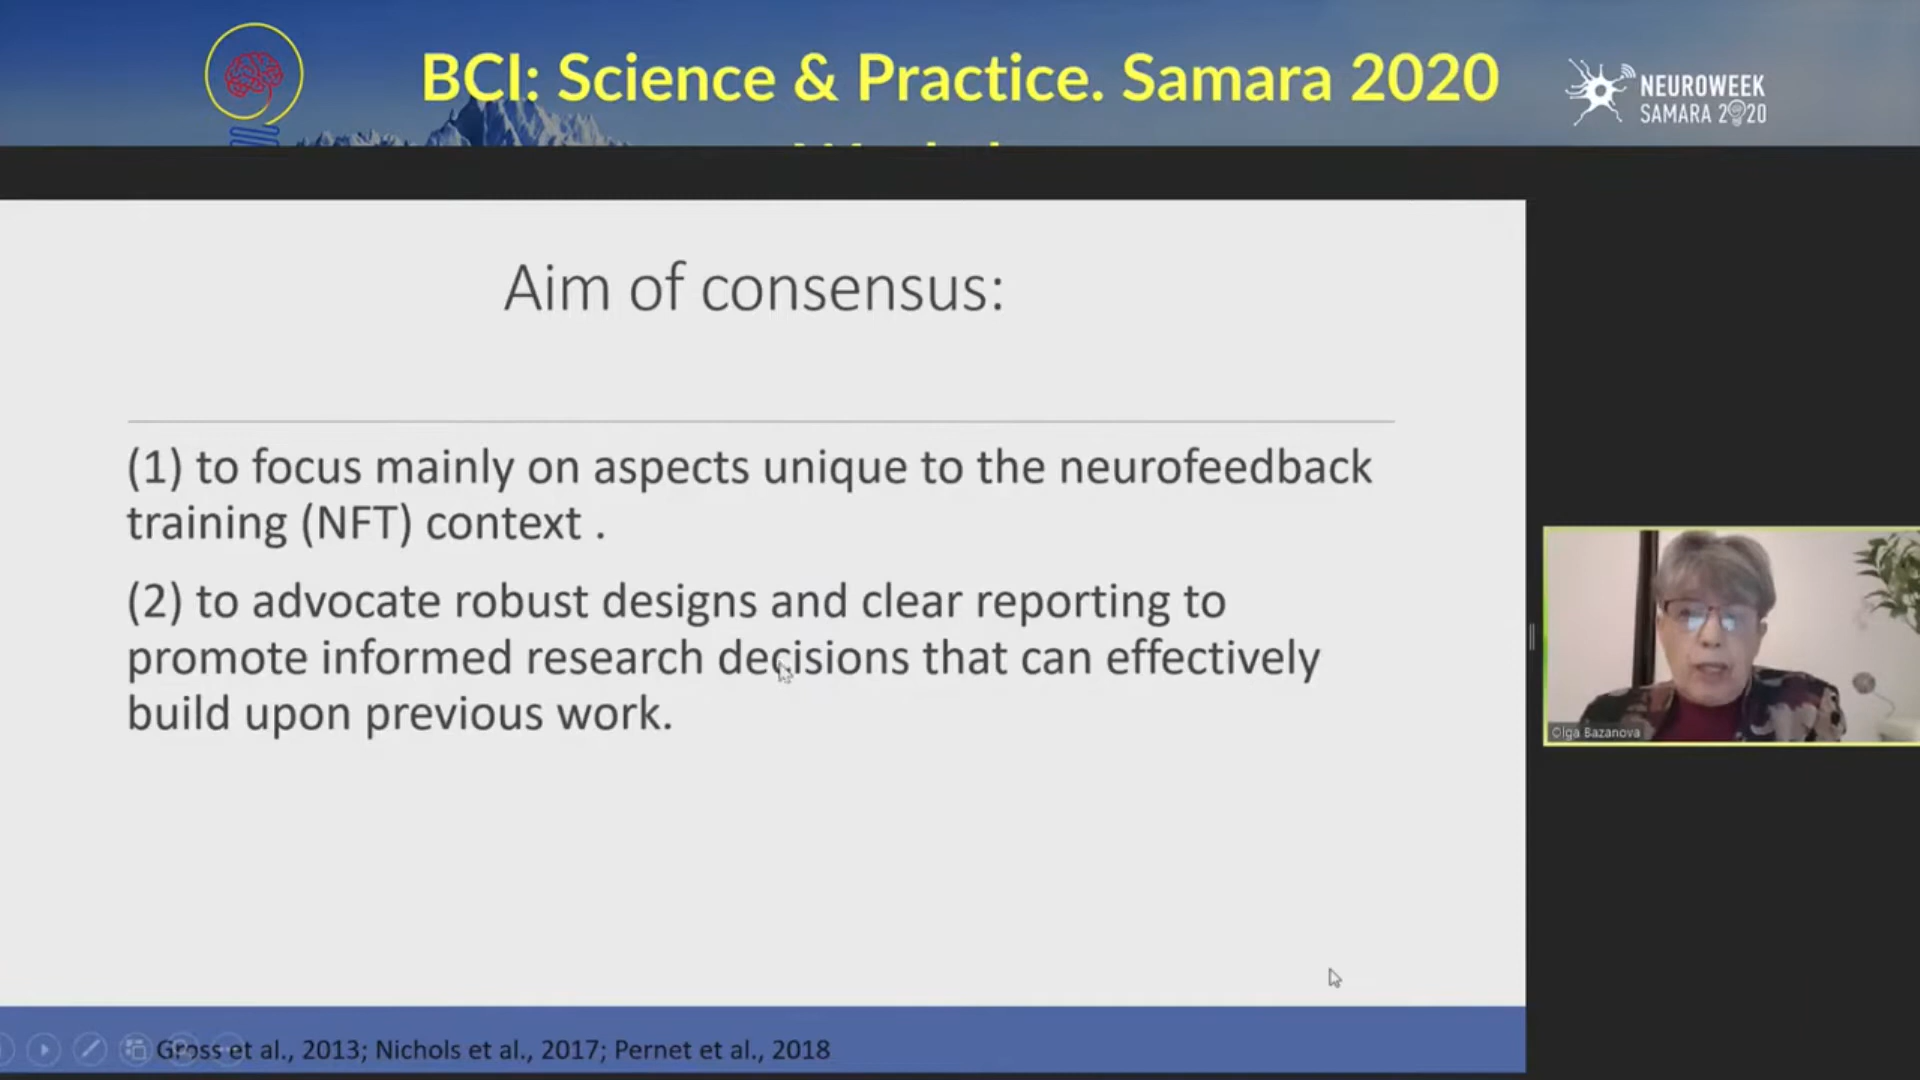 BCI: Science & Practice. Samara 2020
NEUROWEEK
SAMARA 2020
Aim of consensus:
(1) to focus mainly on aspects unique to the neurofeedback
training (NFT) context .
(2) to advocate robust designs and clear reporting to
promote informed research decisions that can effectively
build upon previous work.
Olga Bazanova
Gross et al., 2013; Nichols et al., 2017; Pernet et al., 2018